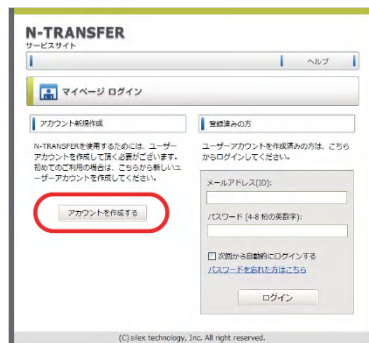 N-TRANSFER
サービスサイト
ヘルプ
マイページ ログイン
アカウント新規作成
N-TRANSFERを使用するためには、ユーザー
アカウントを作成して頂く必要がございます。
初めてのご利用の場合は、こちらから新しいユ
ーザーアカウントを作成してください。
アカウントを作成する
登録済みの方
ユーザーアカウントを作成済みの方は、こちら
からログインしてください。
メールアドレス(ID):
パスワード (4-8 桁の英数字):
次回から自動的にログインする
パスワードを忘れた方はこちら
ログイン
(C) silex technology, Inc. All right reserved.